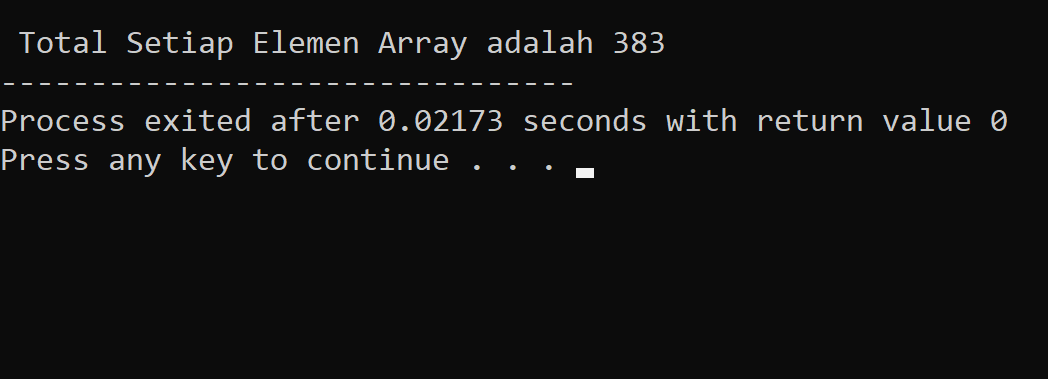 Total Setiap Elemen Array adalah 383
--------------------------------
Process exited after 0.02173 seconds with return value 0
Press any key to continue . . .